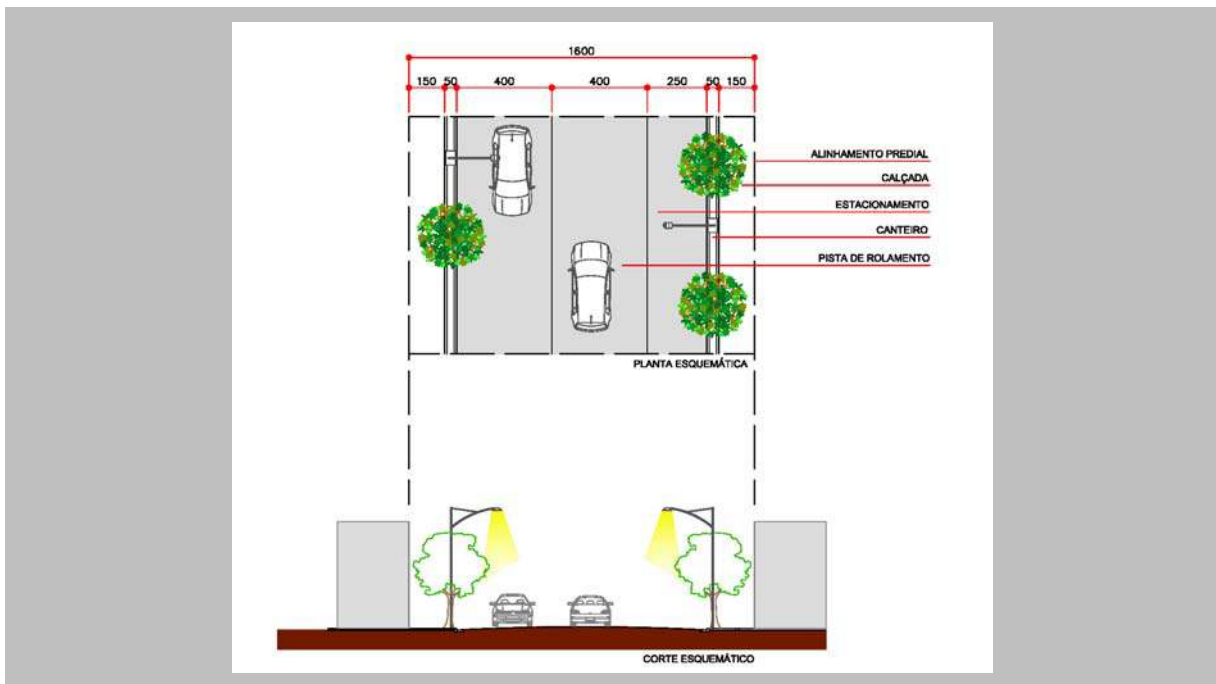 1600
150 50 400 400 250 50 150
ALINHAMENTO PREDIAL
CALÇADA
ESTACIONAMENTO
CANTEIRO
PISTA DE ROLAMENTO
PLANTA ESQUEMÁTICA
CORTE ESQUEMÁTICO